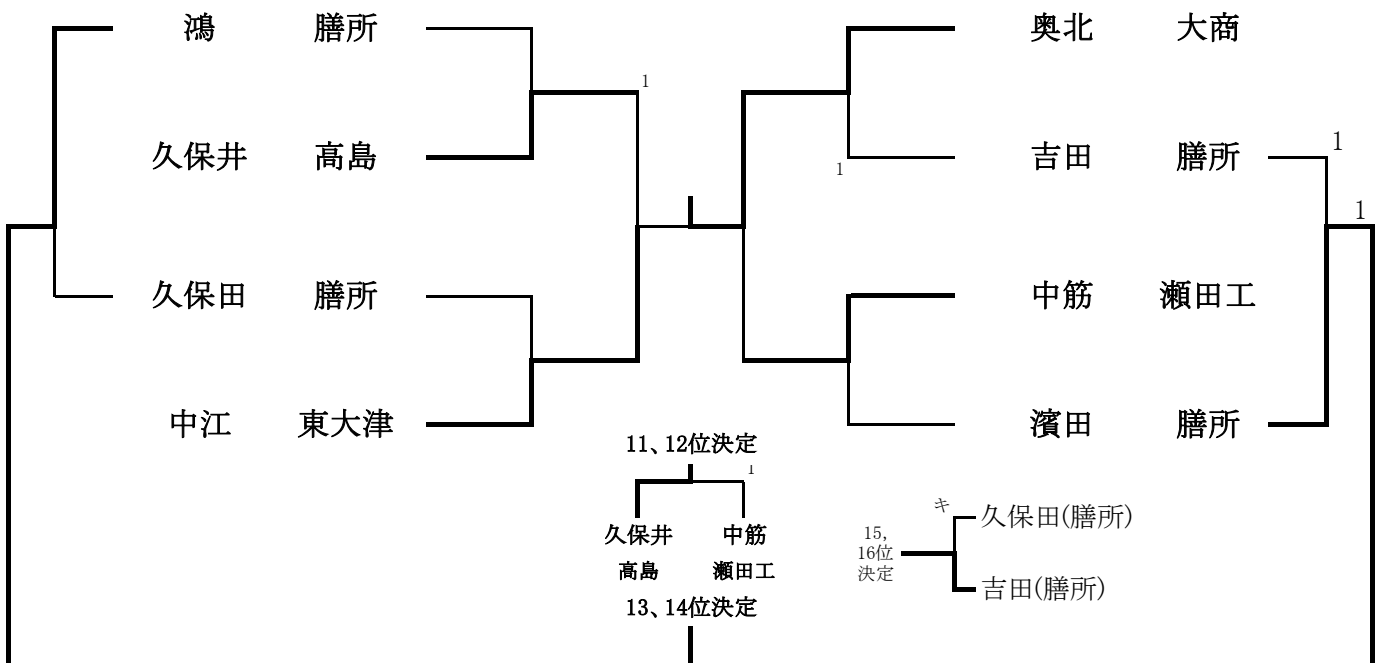 鴻 膳所
奥北 大商
1
久保井 高島
1
吉田 膳所
1
1
久保田 膳所
中筋 瀬田工
中江 東大津
濱田 膳所
11、12位決定
1
久保井 中筋
高島 瀬田工
13、14位決定
15,
16位
決定
キ
久保田(膳所)
吉田(膳所)